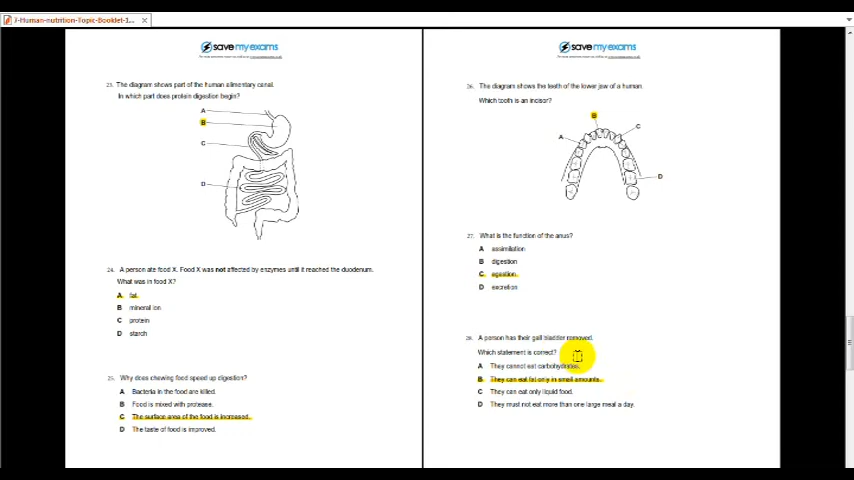 7-Human-nutrition-Topic-Booklet-1...
save my exams
23. The diagram shows part of the human alimentary canal.
In which part does protein digestion begin?
A
B
C
D
24. A person ate food X. Food X was not affected by enzymes until it reached the duodenum.
What was in food X?
A fat
B mineral ion
C protein
D starch
25. Why does chewing food speed up digestion?
A Bacteria in the food are killed.
B Food is mixed with protease.
C The surface area of the food is increased.
D The taste of food is improved.
save my exams
26. The diagram shows the teeth of the lower jaw of a human.
Which tooth is an incisor?
B
C
A
D
27. What is the function of the anus?
A assimilation
B digestion
C egestion
D excretion
28. A person has their gall bladder removed.
Which statement is correct?
A They cannot eat carbohydrates.
B They can eat fat only in small amounts.
C They can eat only liquid food.
D They must not eat more than one large meal a day.